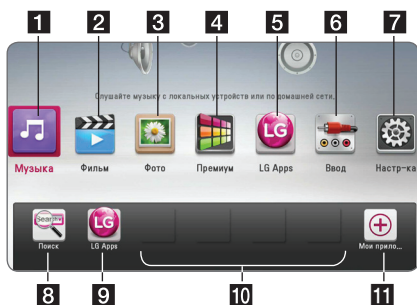 1 2 3 4 5 6 7
Слушайте музыку с локальных устройств или по домашней сети.
LG
Музыка Фильм Фото Премиум LG Apps Ввод Настр-ка
Search LG
Поиск LG Apps Мои прило...
8 9 10 11